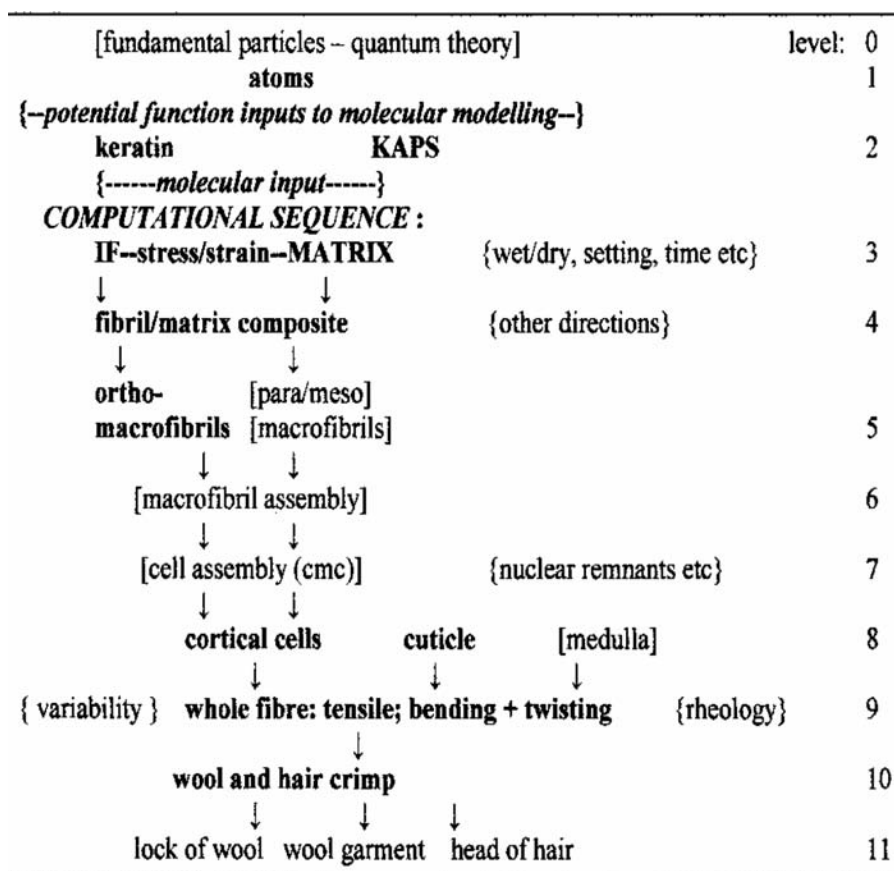 [fundamental particles – quantum theory] level: 0
atoms 1
{--potential function inputs to molecular modelling--}
keratin KAPS 2
{------molecular input------}
COMPUTATIONAL SEQUENCE :
IF--stress/strain--MATRIX {wet/dry, setting, time etc} 3
↓ ↓
fibril/matrix composite {other directions} 4
↓ ↓
ortho- [para/meso]
macrofibrils [macrofibrils] 5
↓ ↓
[macrofibril assembly] 6
↓ ↓
[cell assembly (cmc)] {nuclear remnants etc} 7
↓ ↓
cortical cells cuticle [medulla] 8
↓ ↓ ↓
{ variability } whole fibre: tensile; bending + twisting {rheology} 9
↓
wool and hair crimp 10
↓ ↓ ↓
lock of wool wool garment head of hair 11